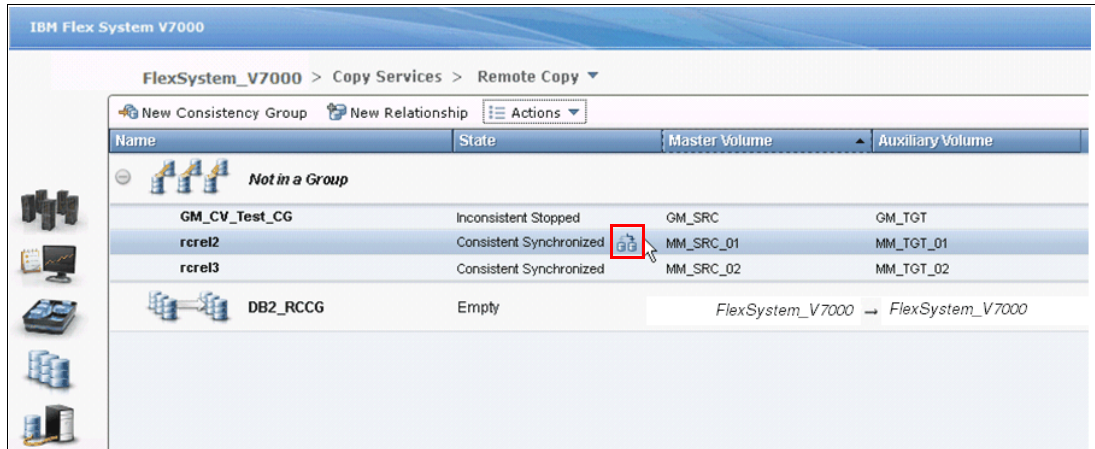 IBM Flex System V7000
FlexSystem_V7000 > Copy Services > Remote Copy
New Consistency Group New Relationship Actions
Name State Master Volume Auxiliary Volume
Not in a Group
GM_CV_Test_CG Inconsistent Stopped GM_SRC GM_TGT
rcrel2 Consistent Synchronized MM_SRC_01 MM_TGT_01
rcrel3 Consistent Synchronized MM_SRC_02 MM_TGT_02
DB2_RCCG Empty FlexSystem_V7000 → FlexSystem_V7000